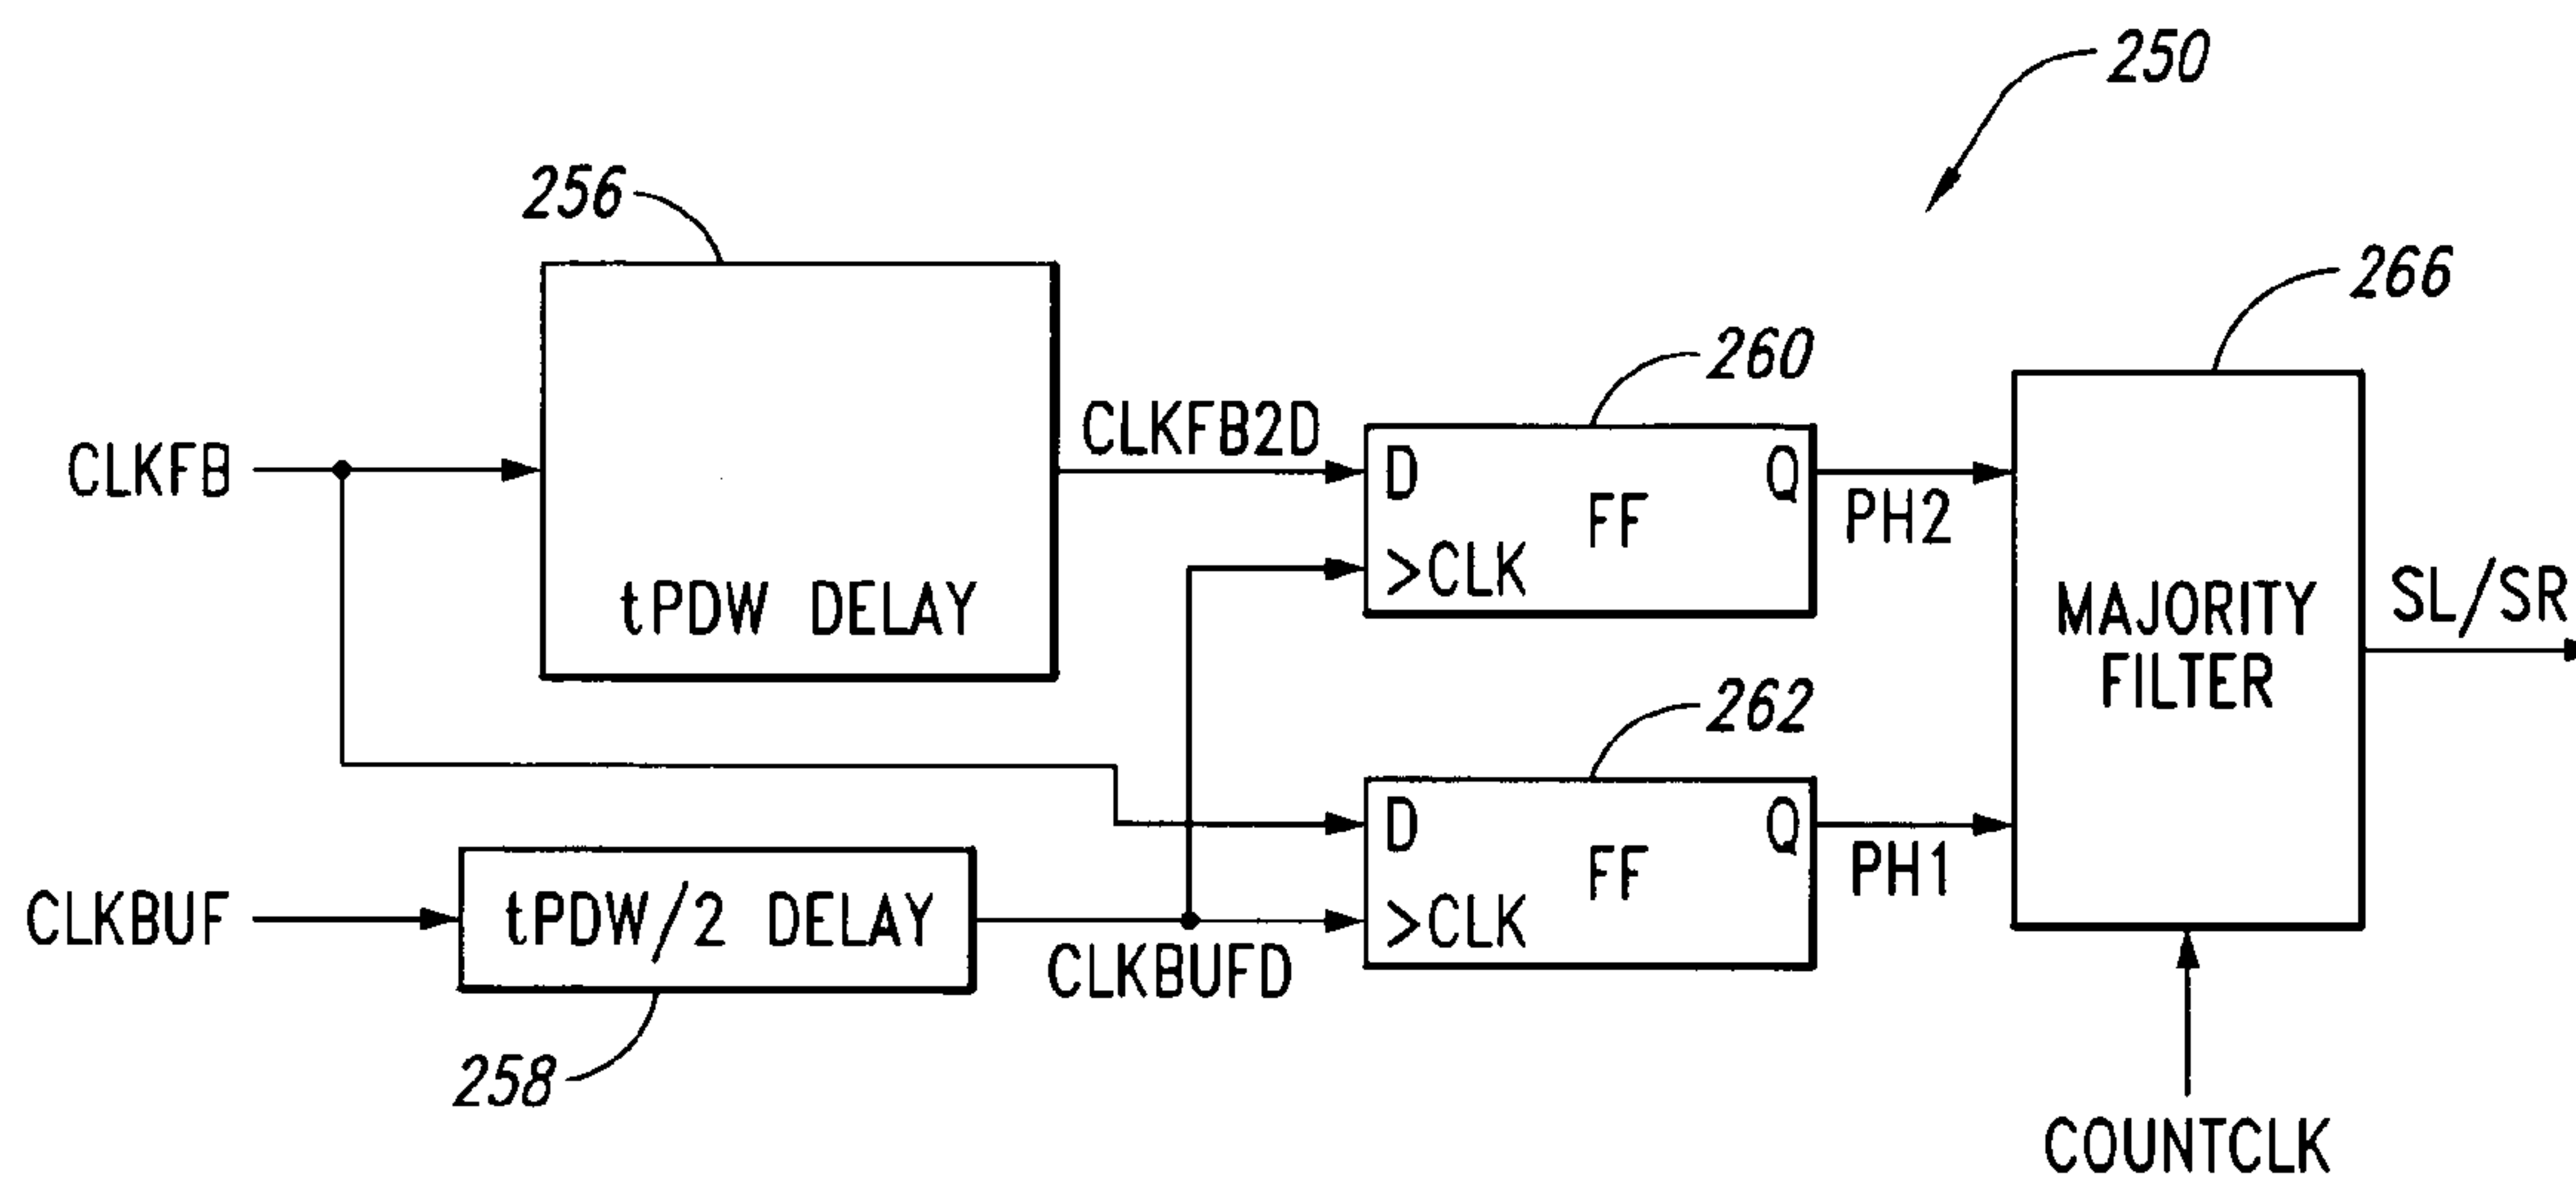 250
256
266
260
CLKFB2D
CLKFB
D
Q
FF
PH2
>CLK
tPDW DELAY
MAJORITY
FILTER
SL/SR
262
D
Q
FF
PH1
>CLK
CLKBUF
tPDW/2 DELAY
CLKBUFD
258
COUNTCLK